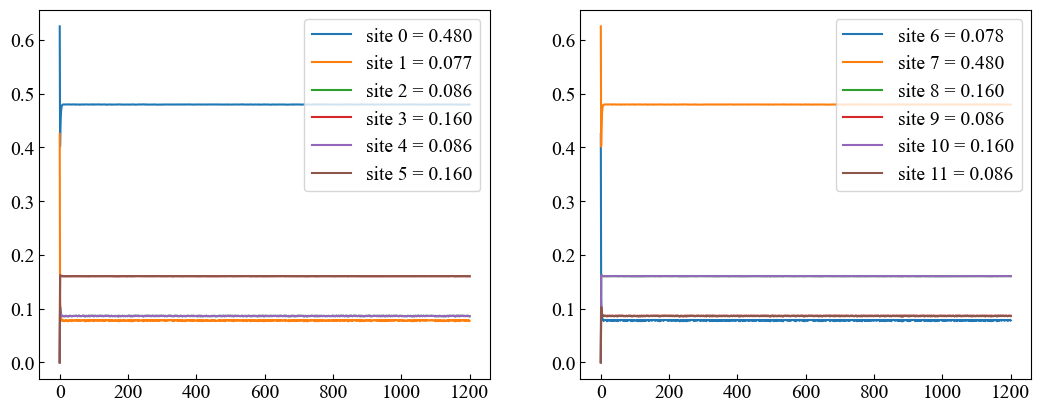 0.6
0.5
0.4
0.3
0.2
0.1
0.0
0 200 400 600 800 1000 1200
site 0 = 0.480
site 1 = 0.077
site 2 = 0.086
site 3 = 0.160
site 4 = 0.086
site 5 = 0.160
0.6
0.5
0.4
0.3
0.2
0.1
0.0
0 200 400 600 800 1000 1200
site 6 = 0.078
site 7 = 0.480
site 8 = 0.160
site 9 = 0.086
site 10 = 0.160
site 11 = 0.086